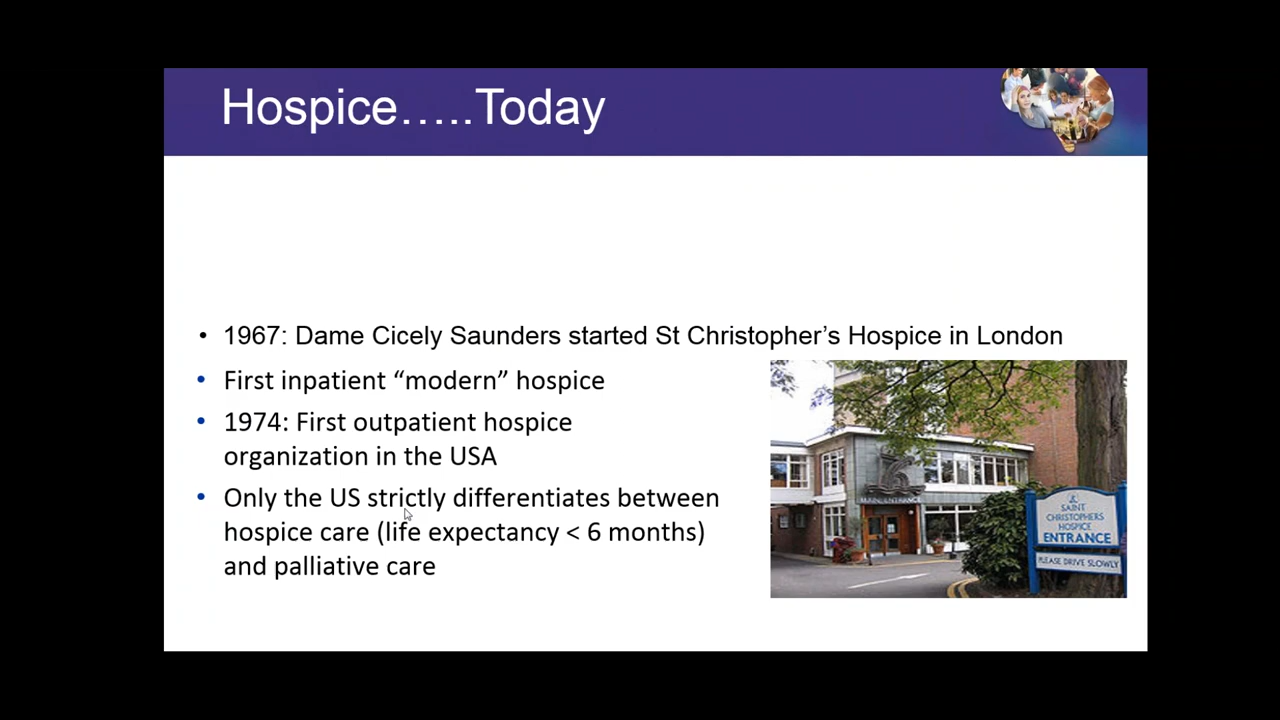 Hospice…..Today
• 1967: Dame Cicely Saunders started St Christopher’s Hospice in London
• First inpatient “modern” hospice
• 1974: First outpatient hospice
organization in the USA
• Only the US strictly differentiates between
hospice care (life expectancy < 6 months)
and palliative care
MAIN ENTRANCE
SAINT
CHRISTOPHERS
HOSPICE
ENTRANCE
PLEASE DRIVE SLOWLY